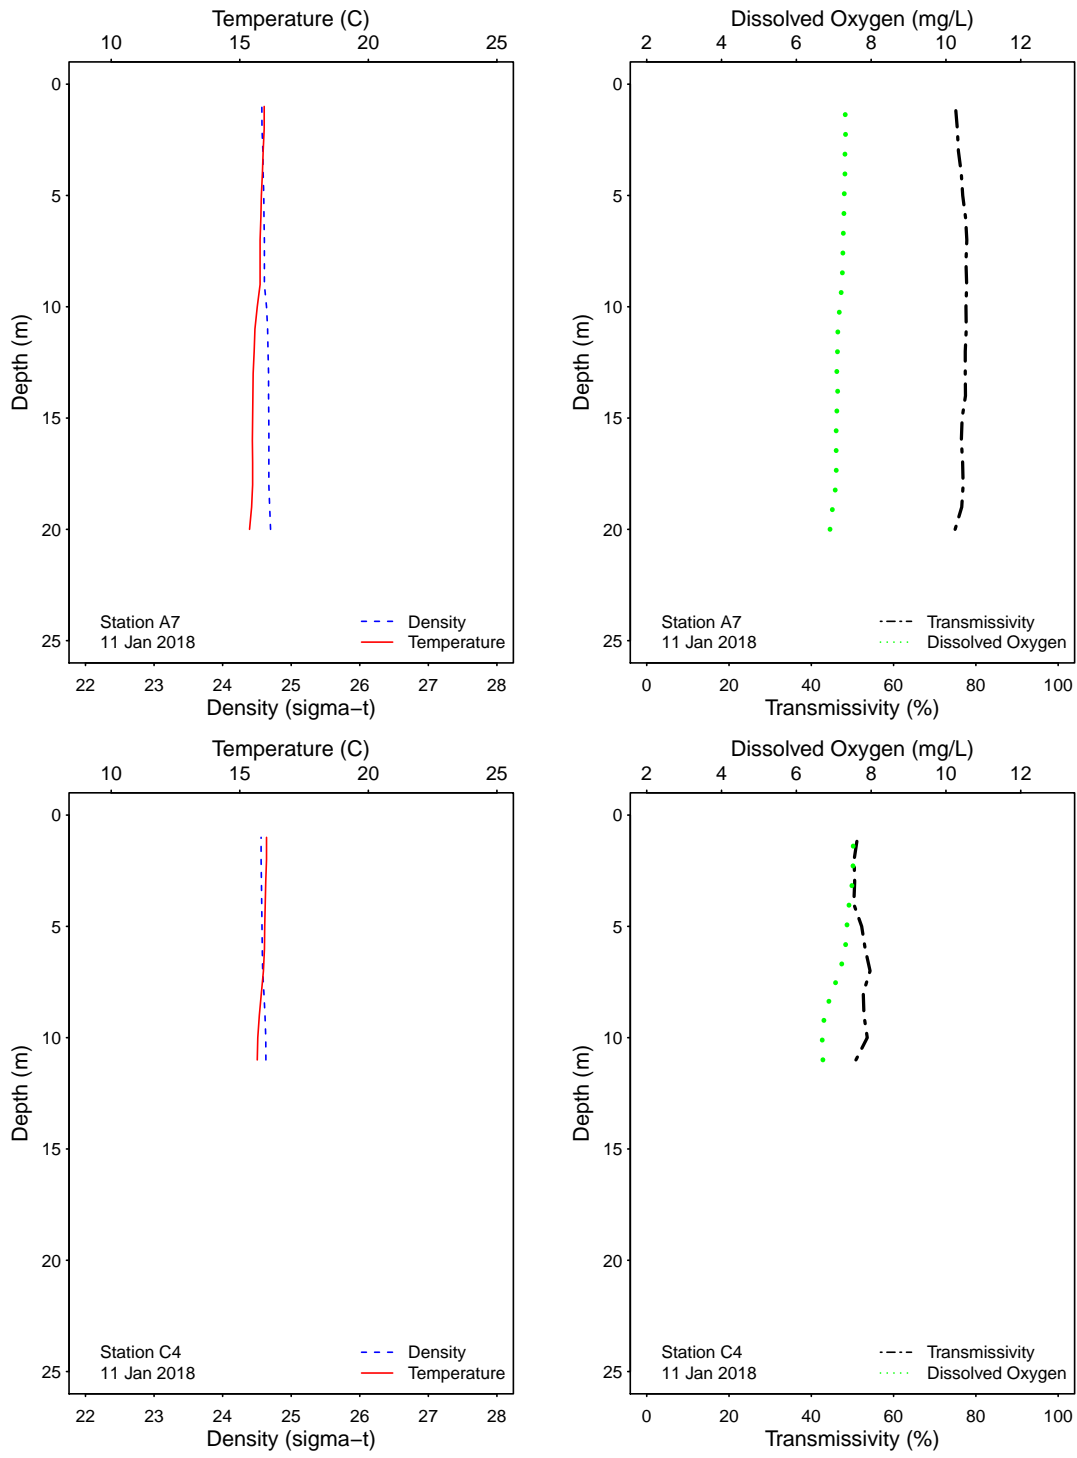 Temperature (C)
10 15 20 25
0
5
10
15
20
25
Depth (m)
Station A7
11 Jan 2018
Density
Temperature
22 23 24 25 26 27 28
Density (sigma−t)
Dissolved Oxygen (mg/L)
2 4 6 8 10 12
0
5
10
15
20
25
Depth (m)
Station A7
11 Jan 2018
Transmissivity
Dissolved Oxygen
0 20 40 60 80 100
Transmissivity (%)
Temperature (C)
10 15 20 25
0
5
10
15
20
25
Depth (m)
Station C4
11 Jan 2018
Density
Temperature
22 23 24 25 26 27 28
Density (sigma−t)
Dissolved Oxygen (mg/L)
2 4 6 8 10 12
0
5
10
15
20
25
Depth (m)
Station C4
11 Jan 2018
Transmissivity
Dissolved Oxygen
0 20 40 60 80 100
Transmissivity (%)